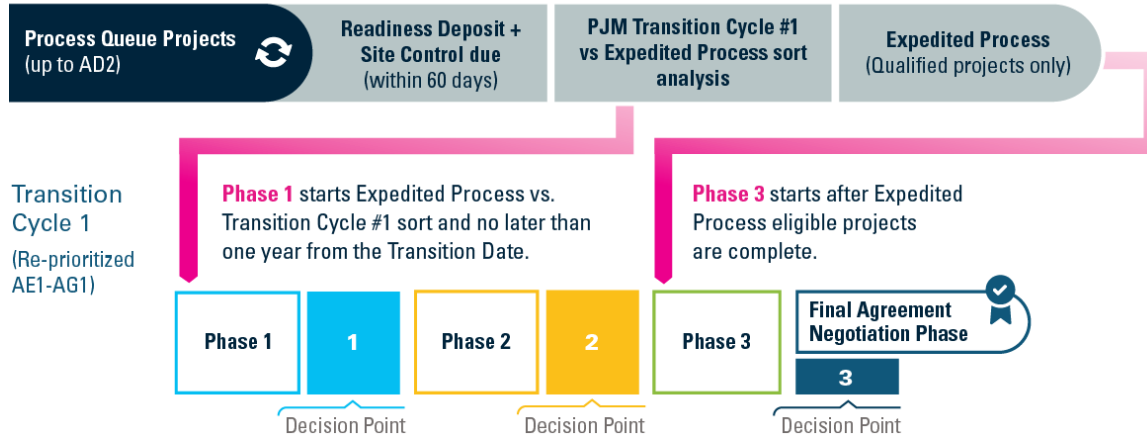 Process Queue Projects
(up to AD2)
Readiness Deposit +
Site Control due
(within 60 days)
PJM Transition Cycle #1
vs Expedited Process sort
analysis
Expedited Process
(Qualified projects only)
Transition
Cycle 1
(Re-prioritized
AE1-AG1)
Phase 1 starts Expedited Process vs.
Transition Cycle #1 sort and no later than
one year from the Transition Date.
Phase 3 starts after Expedited
Process eligible projects
are complete.
Phase 1
1
Phase 2
2
Phase 3
Final Agreement
Negotiation Phase
3
Decision Point
Decision Point
Decision Point